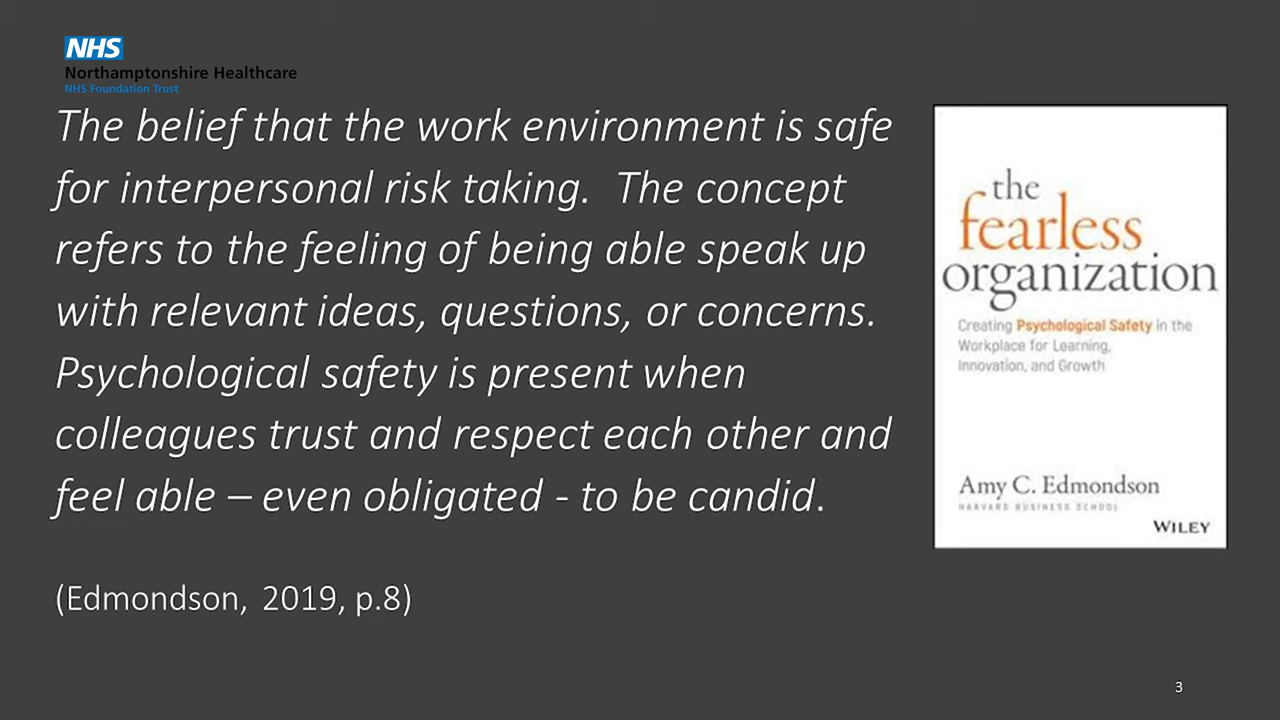 NHS
Northamptonshire Healthcare
NHS Foundation Trust
The belief that the work environment is safe
for interpersonal risk taking.  The concept
refers to the feeling of being able speak up
with relevant ideas, questions, or concerns.
Psychological safety is present when
colleagues trust and respect each other and
feel able – even obligated - to be candid.
(Edmondson, 2019, p.8)
the
fearless
organization
Creating Psychological Safety in the
Workplace for Learning,
Innovation, and Growth
Amy C. Edmondson
HARVARD BUSINESS SCHOOL
WILEY
3